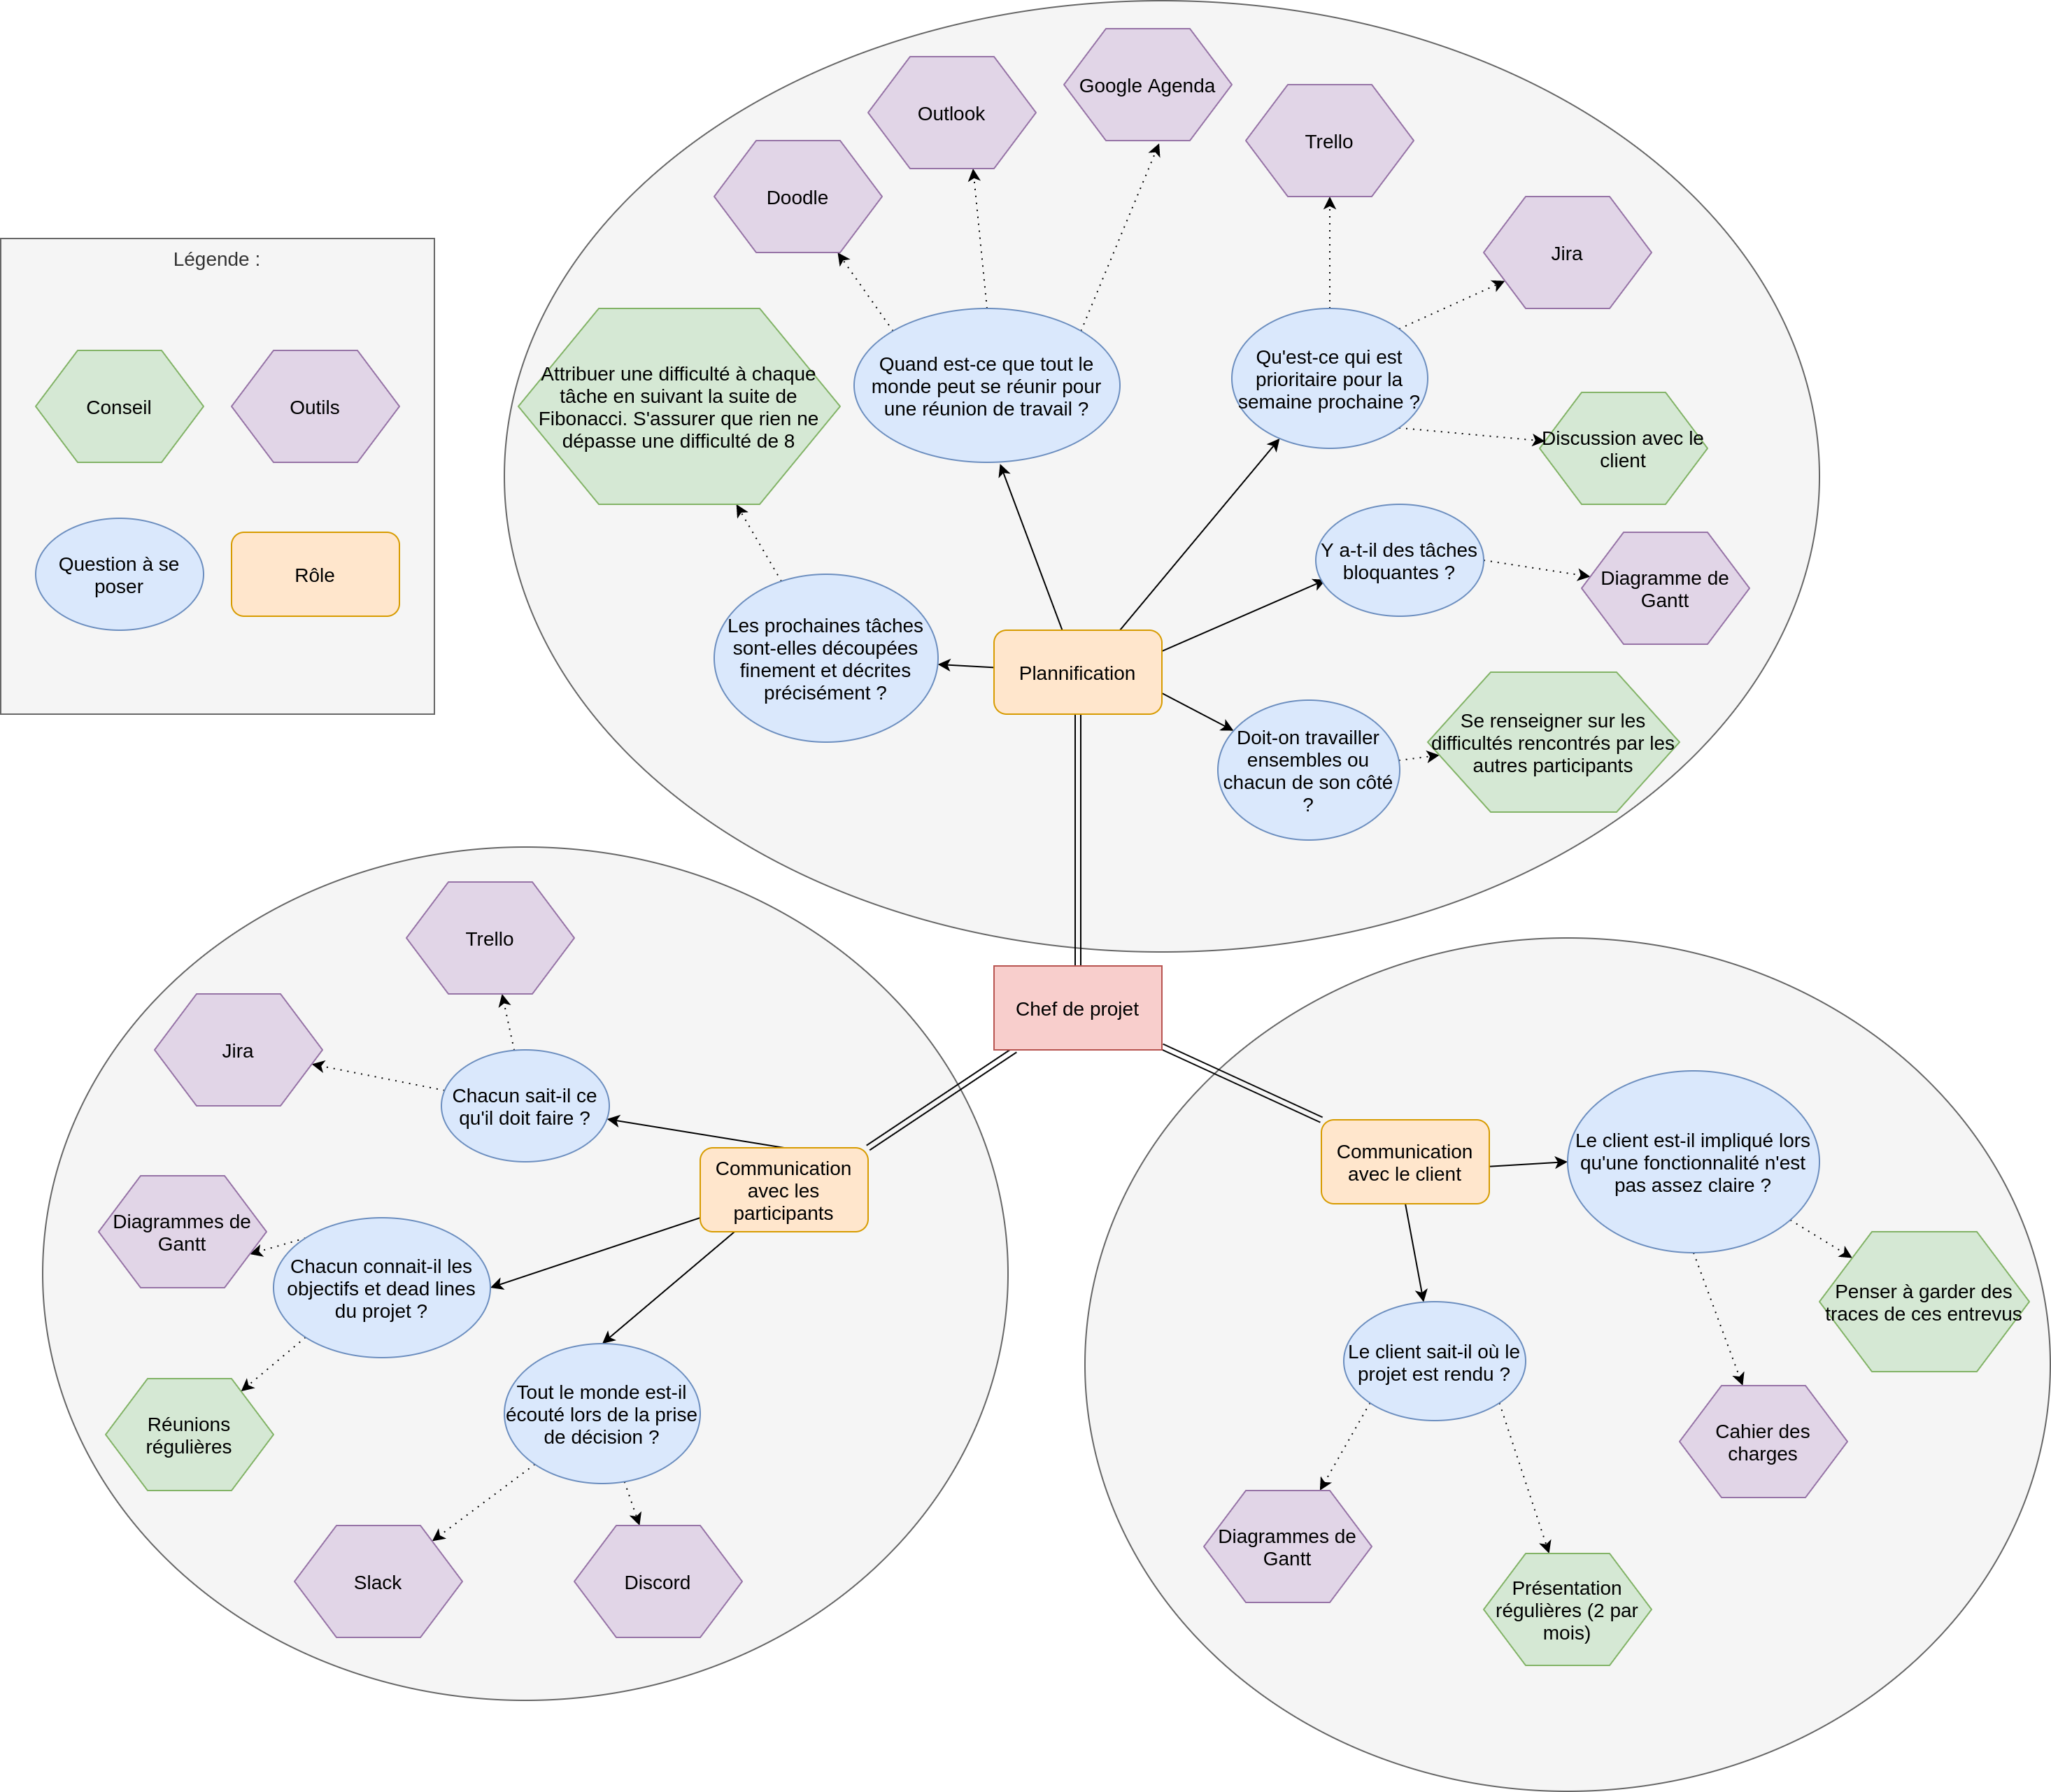 Légende :
Conseil
Outils
Question à se
poser
Rôle
Google Agenda
Outlook
Trello
Doodle
Jira
Attribuer une difficulté à chaque
tâche en suivant la suite de
Fibonacci. S'assurer que rien ne
dépasse une difficulté de 8
Quand est-ce que tout le
monde peut se réunir pour
une réunion de travail ?
Qu'est-ce qui est
prioritaire pour la
semaine prochaine ?
Discussion avec le
client
Y a-t-il des tâches
bloquantes ?
Diagramme de
Gantt
Les prochaines tâches
sont-elles découpées
finement et décrites
précisément ?
Plannification
Doit-on travailler
ensembles ou
chacun de son côté
?
Se renseigner sur les
difficultés rencontrés par les
autres participants
Chef de projet
Trello
Jira
Chacun sait-il ce
qu'il doit faire ?
Communication
avec les
participants
Diagrammes de
Gantt
Chacun connait-il les
objectifs et dead lines
du projet ?
Réunions
régulières
Tout le monde est-il
écouté lors de la prise
de décision ?
Slack
Discord
Communication
avec le client
Le client est-il impliqué lors
qu'une fonctionnalité n'est
pas assez claire ?
Penser à garder des
traces de ces entrevus
Le client sait-il où le
projet est rendu ?
Cahier des
charges
Diagrammes de
Gantt
Présentation
régulières (2 par
mois)